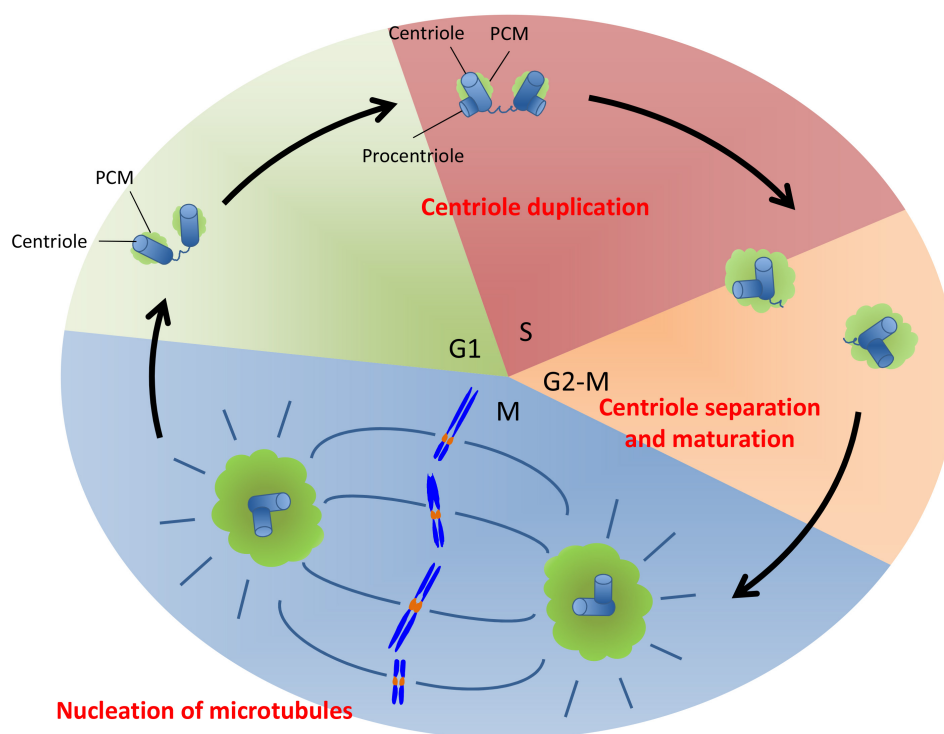 Centriole
PCM
Procentriole
PCM
Centriole
Centriole duplication
S
G1
G2-M
M
Centriole separation
and maturation
Nucleation of microtubules